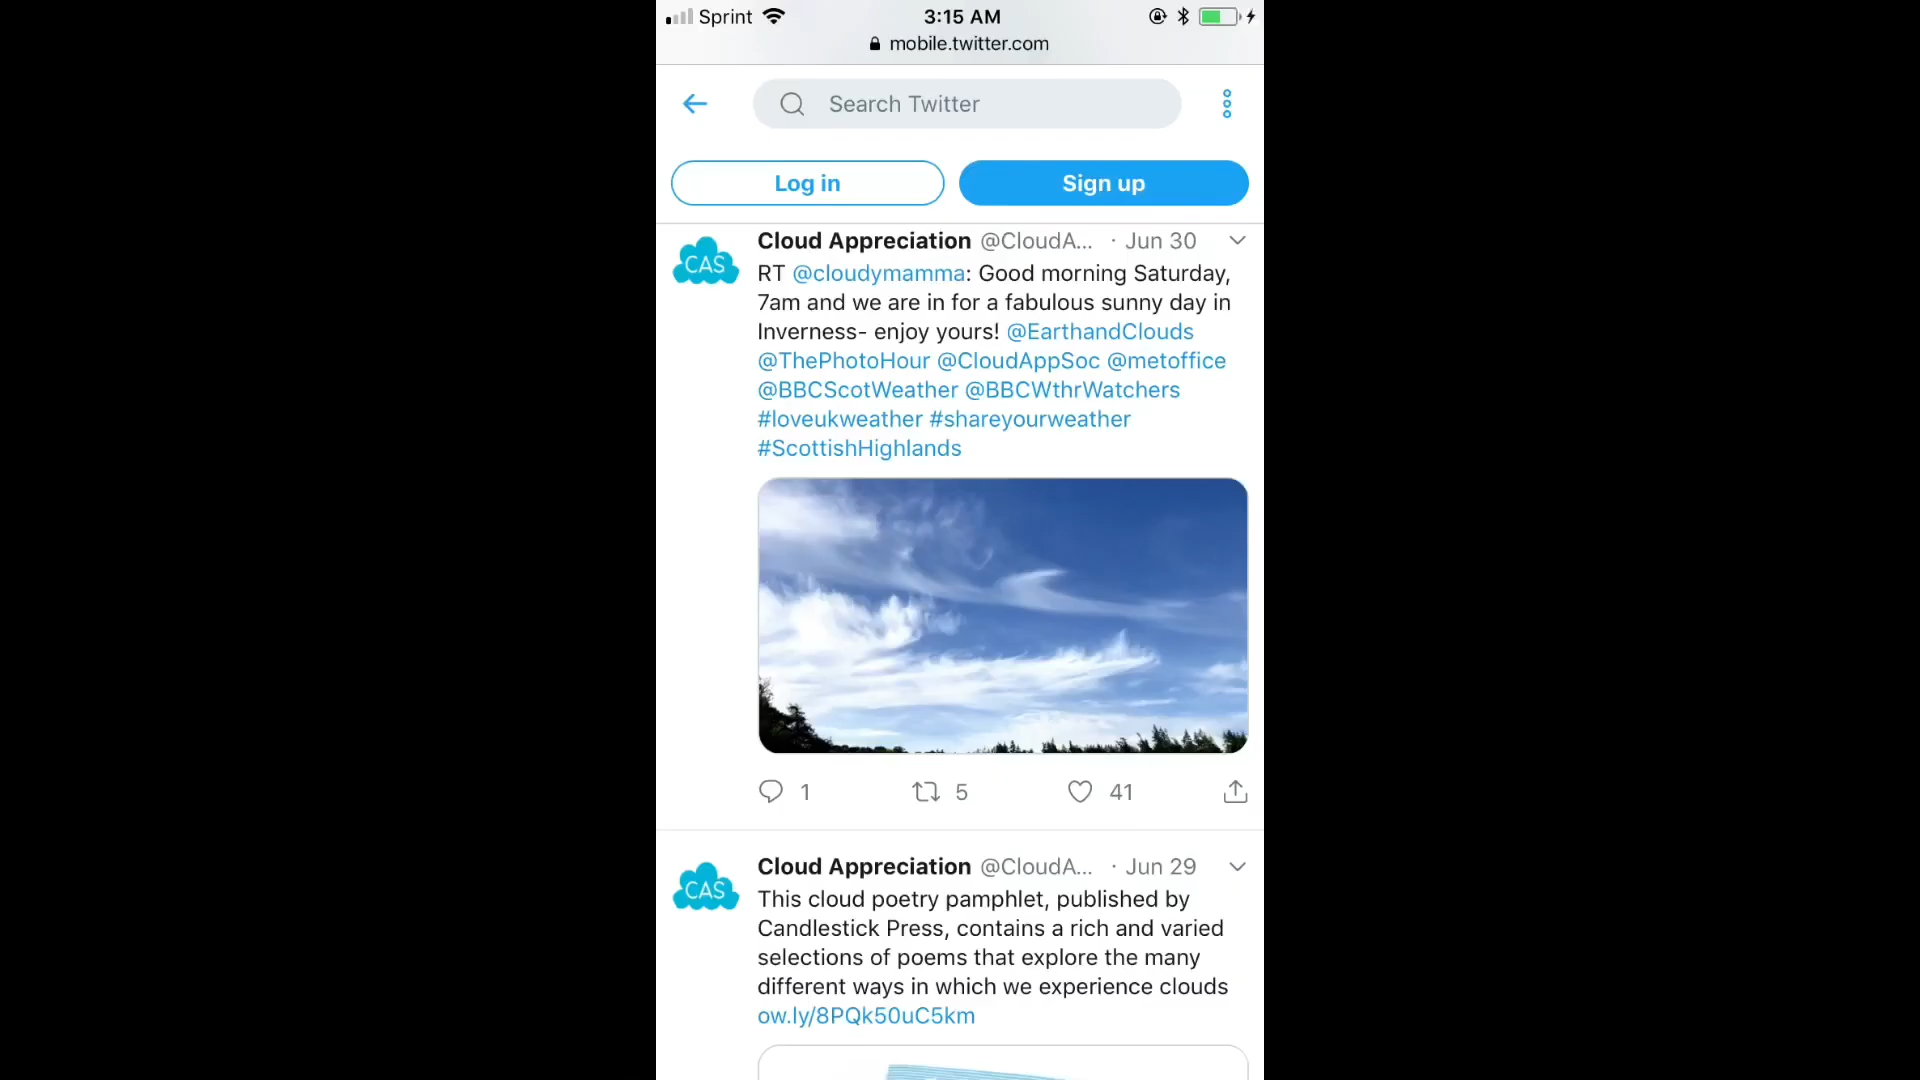 Sprint 3:15 AM
mobile.twitter.com
Search Twitter
Log in Sign up
CAS Cloud Appreciation @CloudA... · Jun 30
RT @cloudymamma: Good morning Saturday,
7am and we are in for a fabulous sunny day in
Inverness- enjoy yours! @EarthandClouds
@ThePhotoHour @CloudAppSoc @metoffice
@BBCScotWeather @BBCWthrWatchers
#loveukweather #shareyourweather
#ScottishHighlands
1 5 41
CAS Cloud Appreciation @CloudA... · Jun 29
This cloud poetry pamphlet, published by
Candlestick Press, contains a rich and varied
selections of poems that explore the many
different ways in which we experience clouds
ow.ly/8PQk50uC5km